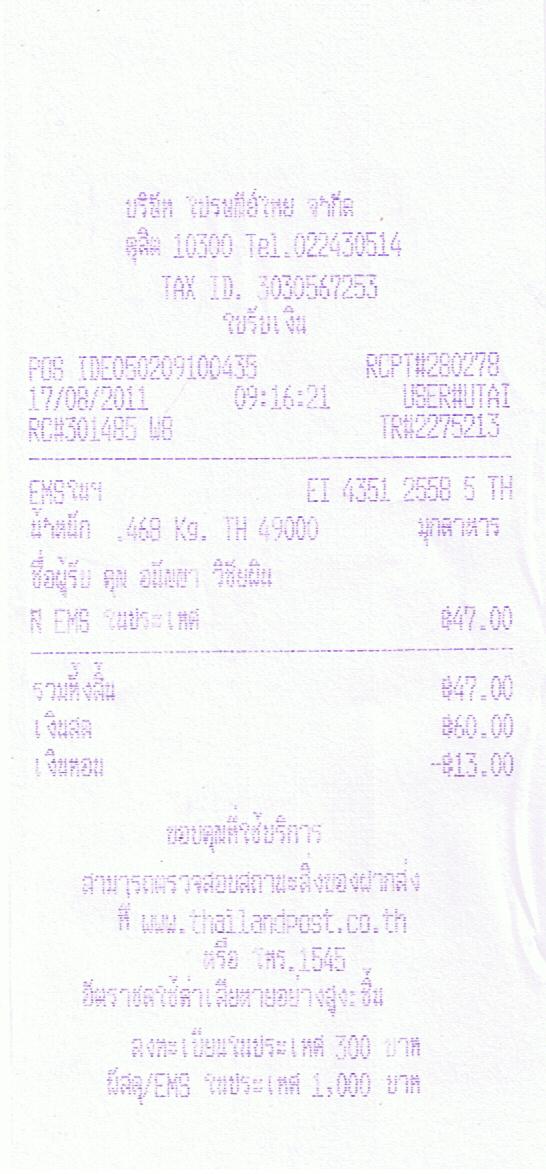 บริษัท ไปรษณีย์ไทย จำกัด
ดุสิต 10300 Tel.022430514
TAX ID. 3030567253
ใบรับเงิน
POS IDE050209100435 RCPT#280278
17/08/2011 09:16:21 USER#UTAI
RC#301485 W8 TR#2275213
EMSในฯ EI 4351 2558 5 TH
น้ำหนัก .468 Kg. TH 49000 มุกดาหาร
ชื่อผู้รับ คุณ
N EMS ในประเทศ ฿47.00
รวมทั้งสิ้น ฿47.00
เงินสด ฿60.00
เงินทอน -฿13.00
ขอบคุณที่ใช้บริการ
สามารถตรวจสอบสถานะสิ่งของฝากส่ง
ที่ www.thailandpost.co.th
หรือ โทร.1545
อัตราชดใช้ค่าเสียหายอย่างสูง:ชิ้น
ลงทะเบียนในประเทศ 300 บาท
พัสดุ/EMS ในประเทศ 1,000 บาท